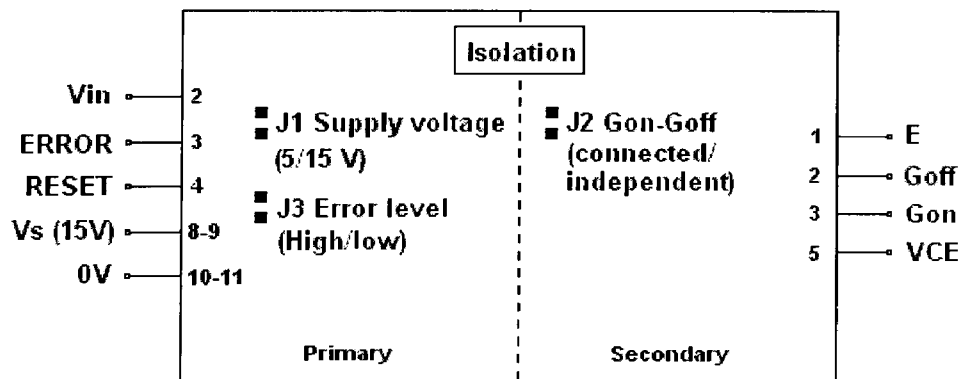 Isolation
Vin 2
ERROR 3
RESET 4
Vs (15V) 8-9
0V 10-11
J1 Supply voltage
(5/15 V)
J3 Error level
(High/low)
J2 Gon-Goff
(connected/
independent)
1 E
2 Goff
3 Gon
5 VCE
Primary
Secondary